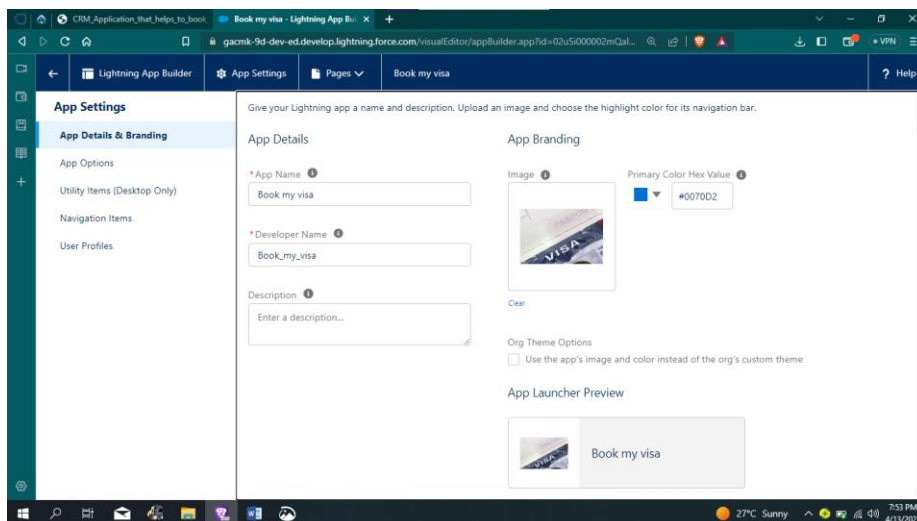 CRM_Application_that_helps_to_book
Book my visa - Lightning App Bui
gacmk-9d-dev-ed.develop.lightning.force.com/visualEditor/appBuilder.app?id=02u5i000002mQal...
VPN
Lightning App Builder
App Settings
Pages
Book my visa
? Help
App Settings
App Details & Branding
App Options
Utility Items (Desktop Only)
Navigation Items
User Profiles
Give your Lightning app a name and description. Upload an image and choose the highlight color for its navigation bar.
App Details
*App Name
Book my visa
*Developer Name
Book_my_visa
Description
Enter a description...
App Branding
Image
VISA
Clear
Primary Color Hex Value
#0070D2
Org Theme Options
Use the app's image and color instead of the org's custom theme
App Launcher Preview
VISA
Book my visa
27°C Sunny
7:53 PM